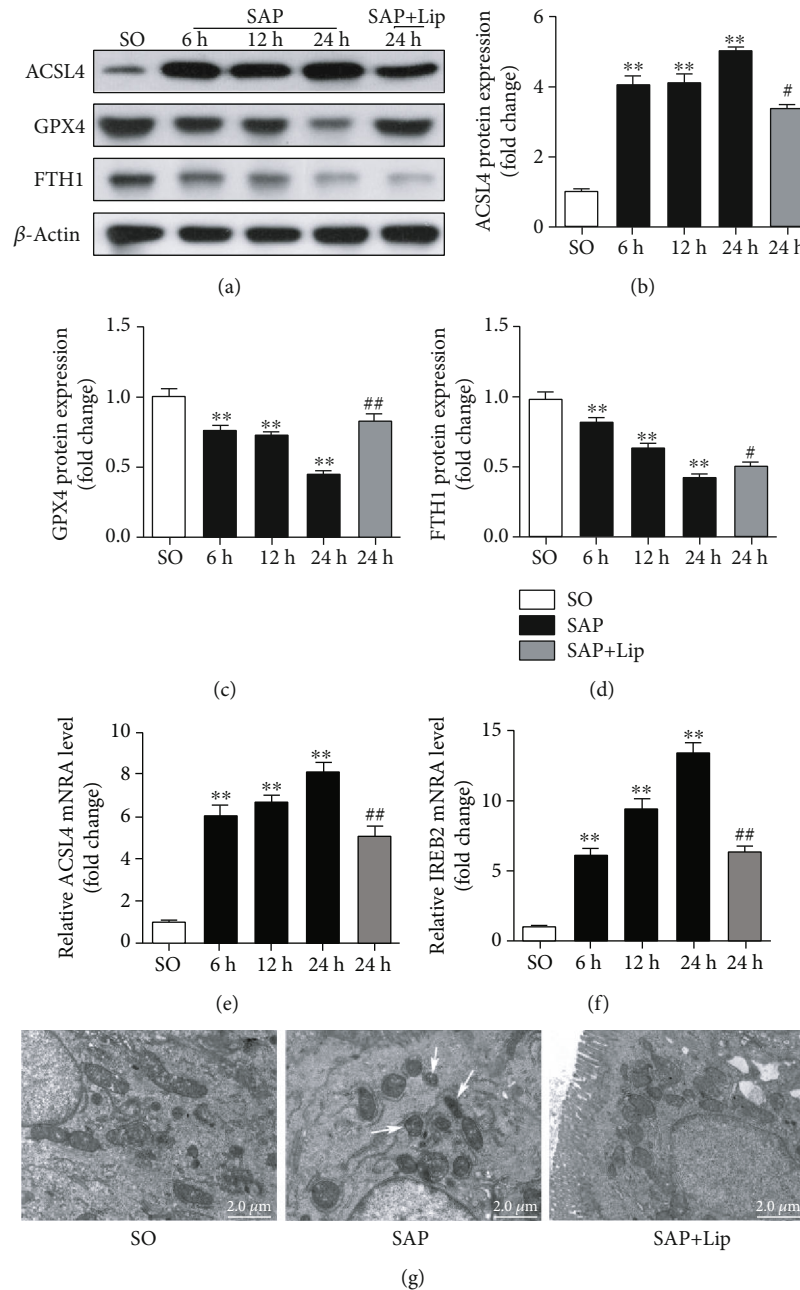 SAP SAP+Lip
SO 6 h 12 h 24 h 24 h
ACSL4
GPX4
FTH1
β-Actin
(a)
ACSL4 protein expression
(fold change)
6
4
2
0
** ** ** #
SO 6 h 12 h 24 h 24 h
(b)
GPX4 protein expression
(fold change)
1.5
1.0
0.5
0.0
** ** ** ##
SO 6 h 12 h 24 h 24 h
(c)
FTH1 protein expression
(fold change)
1.5
1.0
0.5
0.0
** ** ** #
SO 6 h 12 h 24 h 24 h
SO
SAP
SAP+Lip
(d)
Relative ACSL4 mNRA level
(fold change)
10
8
6
4
2
0
** ** ** ##
SO 6 h 12 h 24 h 24 h
(e)
Relative IREB2 mNRA level
(fold change)
15
10
5
0
** ** ** ##
SO 6 h 12 h 24 h 24 h
(f)
2.0 μm 2.0 μm 2.0 μm
SO SAP SAP+Lip
(g)